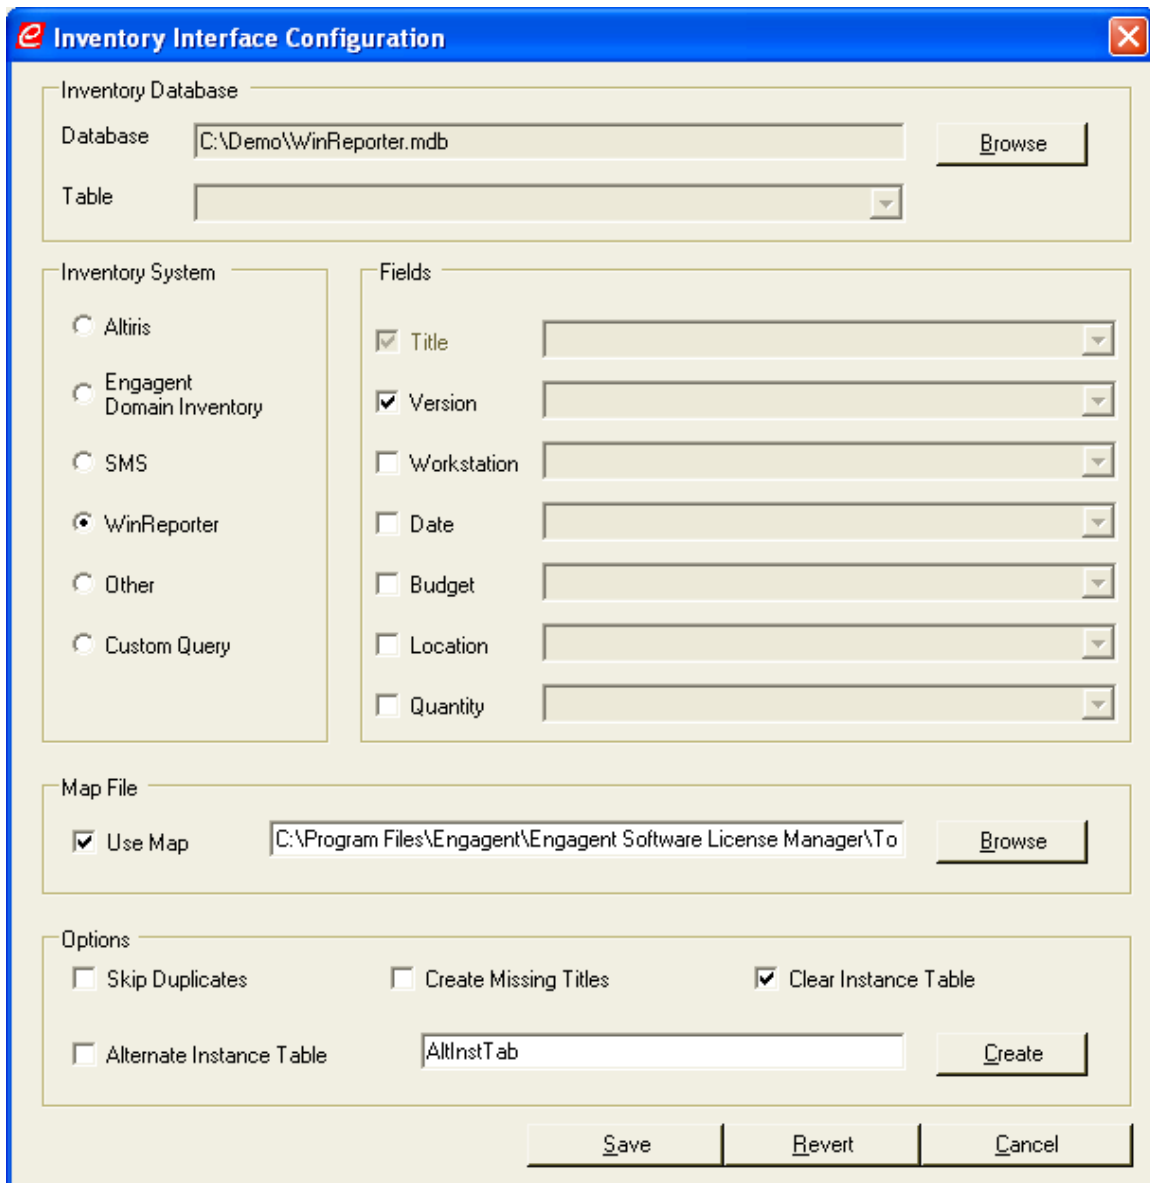 Inventory Interface Configuration
Inventory Database
Database C:\Demo\WinReporter.mdb Browse
Table
Inventory System
Altiris
Engagent
Domain Inventory
SMS
WinReporter
Other
Custom Query
Fields
Title
Version
Workstation
Date
Budget
Location
Quantity
Map File
Use Map C:\Program Files\Engagent\Engagent Software License Manager\To Browse
Options
Skip Duplicates Create Missing Titles Clear Instance Table
Alternate Instance Table AltInstTab Create
Save Revert Cancel